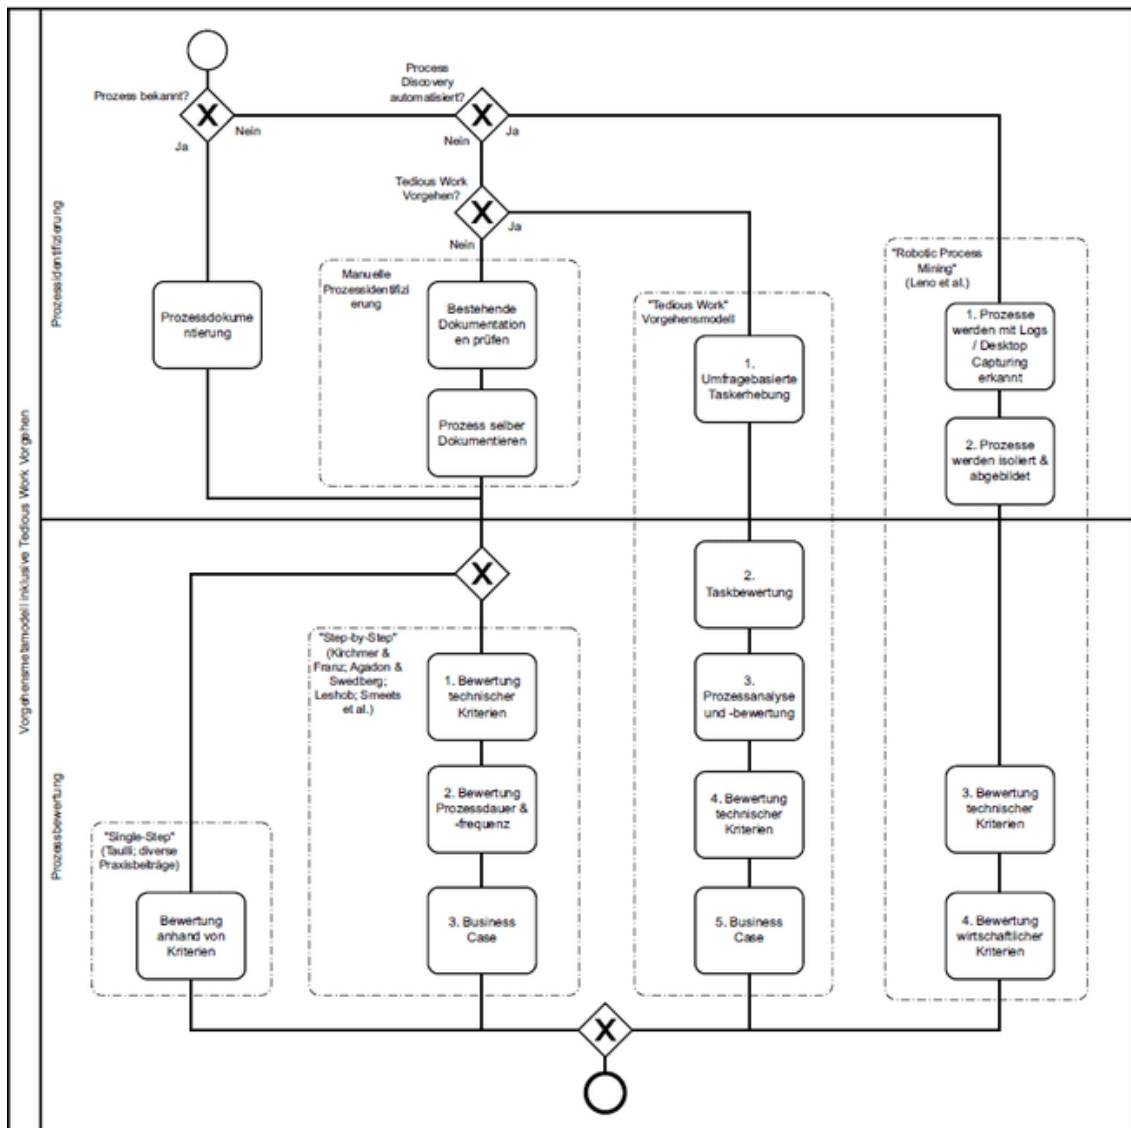 Vorgehensmetamodell inklusive Tedious Work Vorgehen
Prozessidentifizierung
Prozess bekannt?
Ja
Nein
Process
Discovery
automatisiert?
Nein
Ja
Tedious Work
Vorgehen?
Nein
Ja
Prozessdokume
ntierung
Manuelle
Prozessidentifizi
erung
Bestehende
Dokumentation
en prüfen
Prozess selber
Dokumentieren
"Tedious Work"
Vorgehensmodell
1.
Umfragebasierte
Taskerhebung
"Robotic Process
Mining"
(Leno et al.)
1. Prozesse
werden mit Logs
/ Desktop
Capturing
erkannt
2. Prozesse
werden isoliert &
abgebildet
Prozessbewertung
"Single-Step"
(Taulli; diverse
Praxisbeiträge)
Bewertung
anhand von
Kriterien
"Step-by-Step"
(Kirchmer &
Franz; Agadon &
Swedberg;
Leshob; Smeets
et al.)
1. Bewertung
technischer
Kriterien
2. Bewertung
Prozessdauer &
-frequenz
3. Business
Case
2.
Taskbewertung
3.
Prozessanalyse
und -bewertung
4. Bewertung
technischer
Kriterien
5. Business
Case
3. Bewertung
technischer
Kriterien
4. Bewertung
wirtschaftlicher
Kriterien